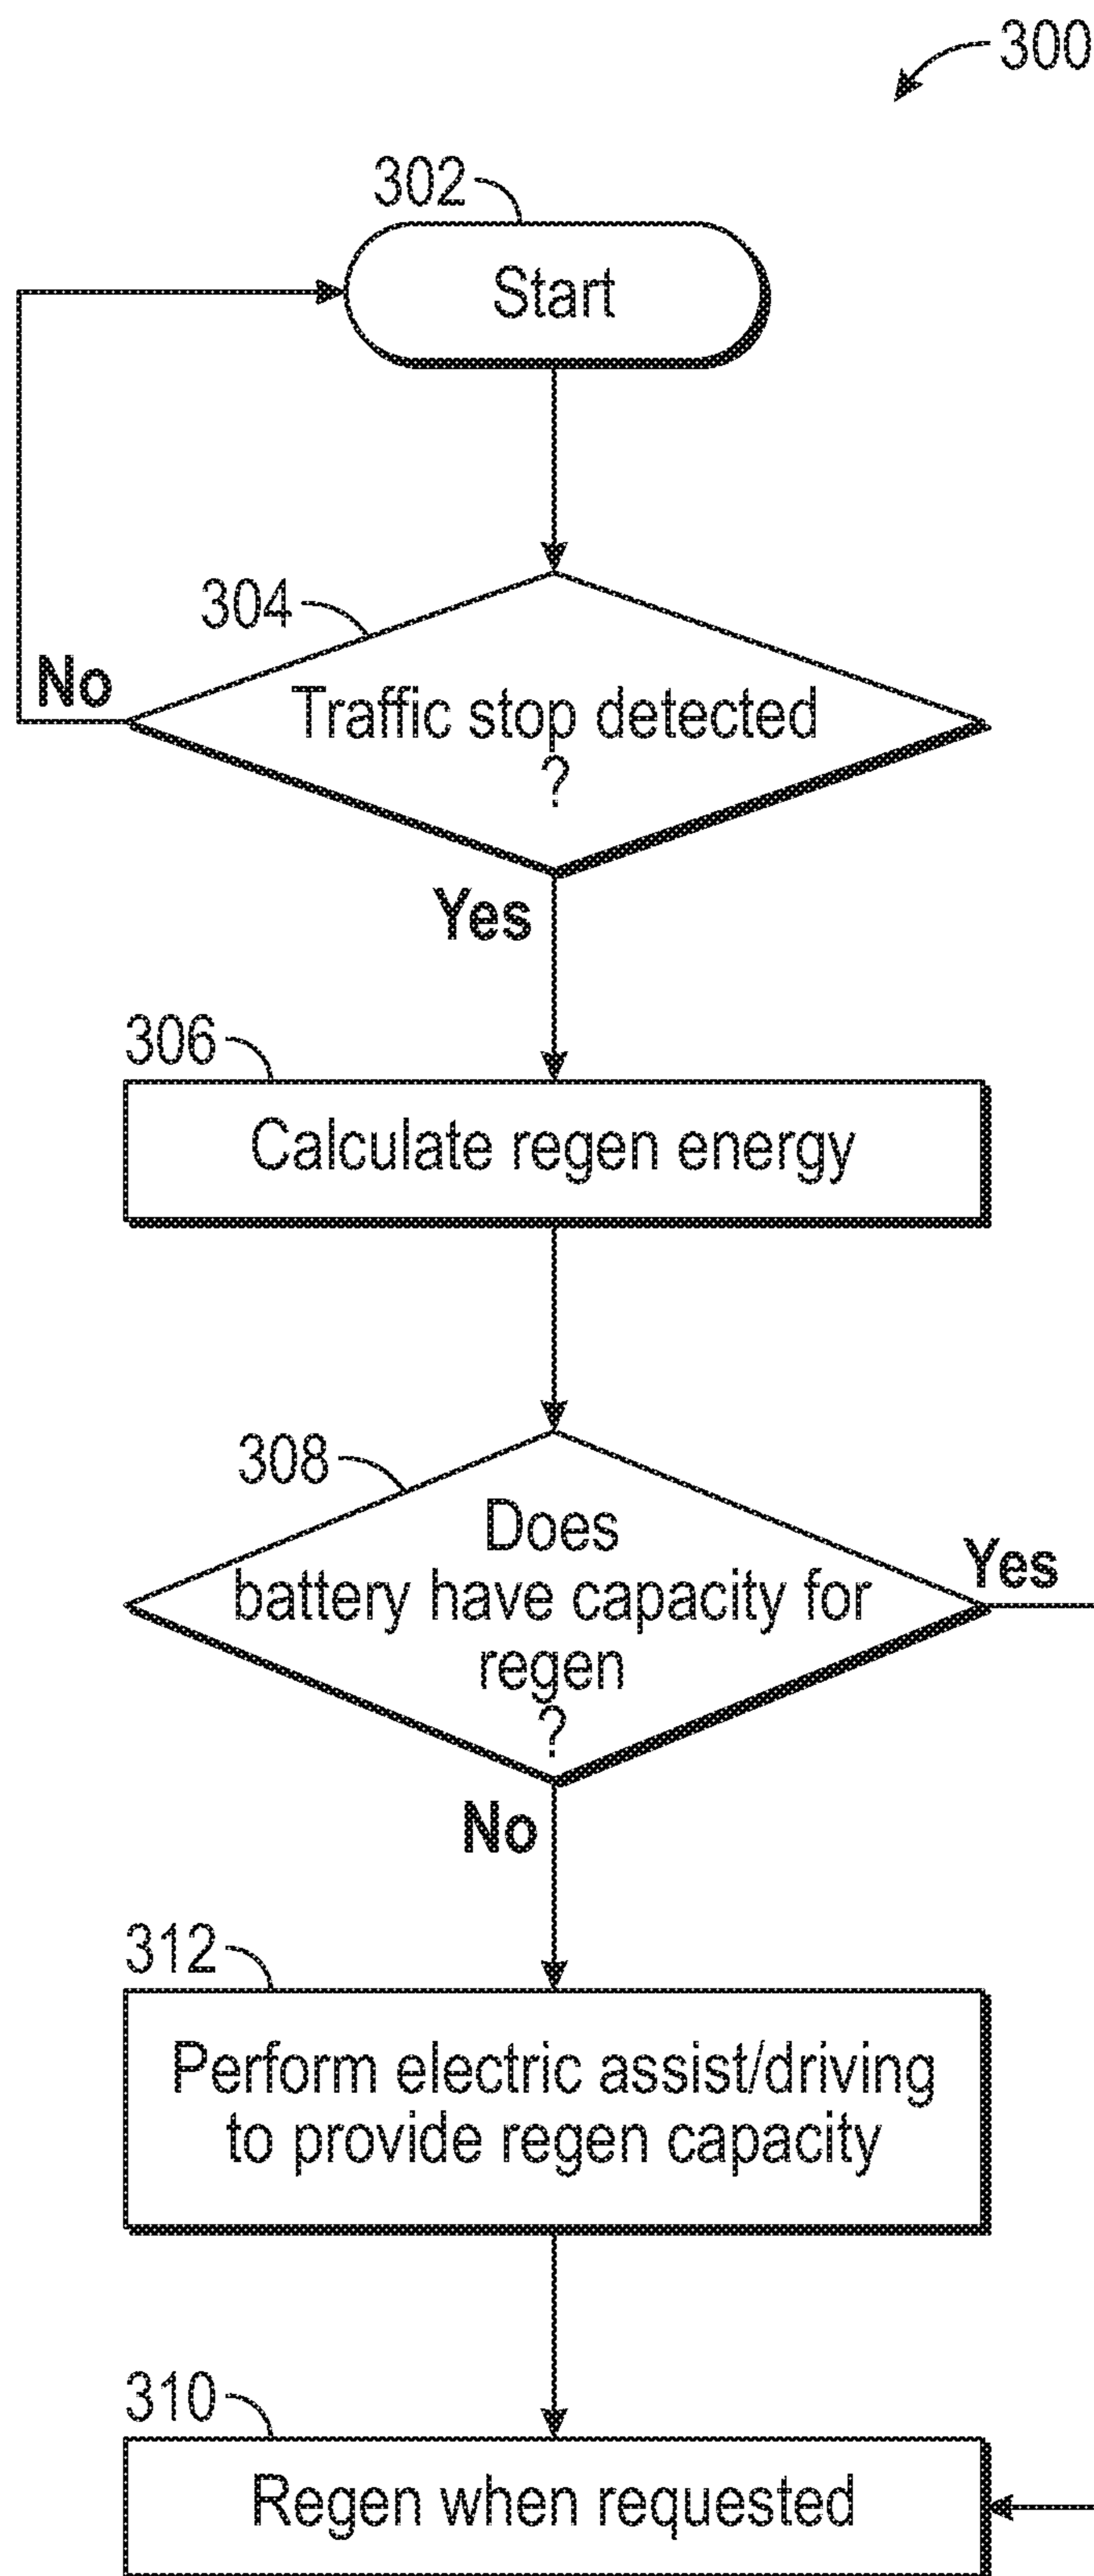 300
302
Start
304
No
Traffic stop detected
?
Yes
306
Calculate regen energy
308
Does
battery have capacity for
regen
?
Yes
No
312
Perform electric assist/driving
to provide regen capacity
310
Regen when requested